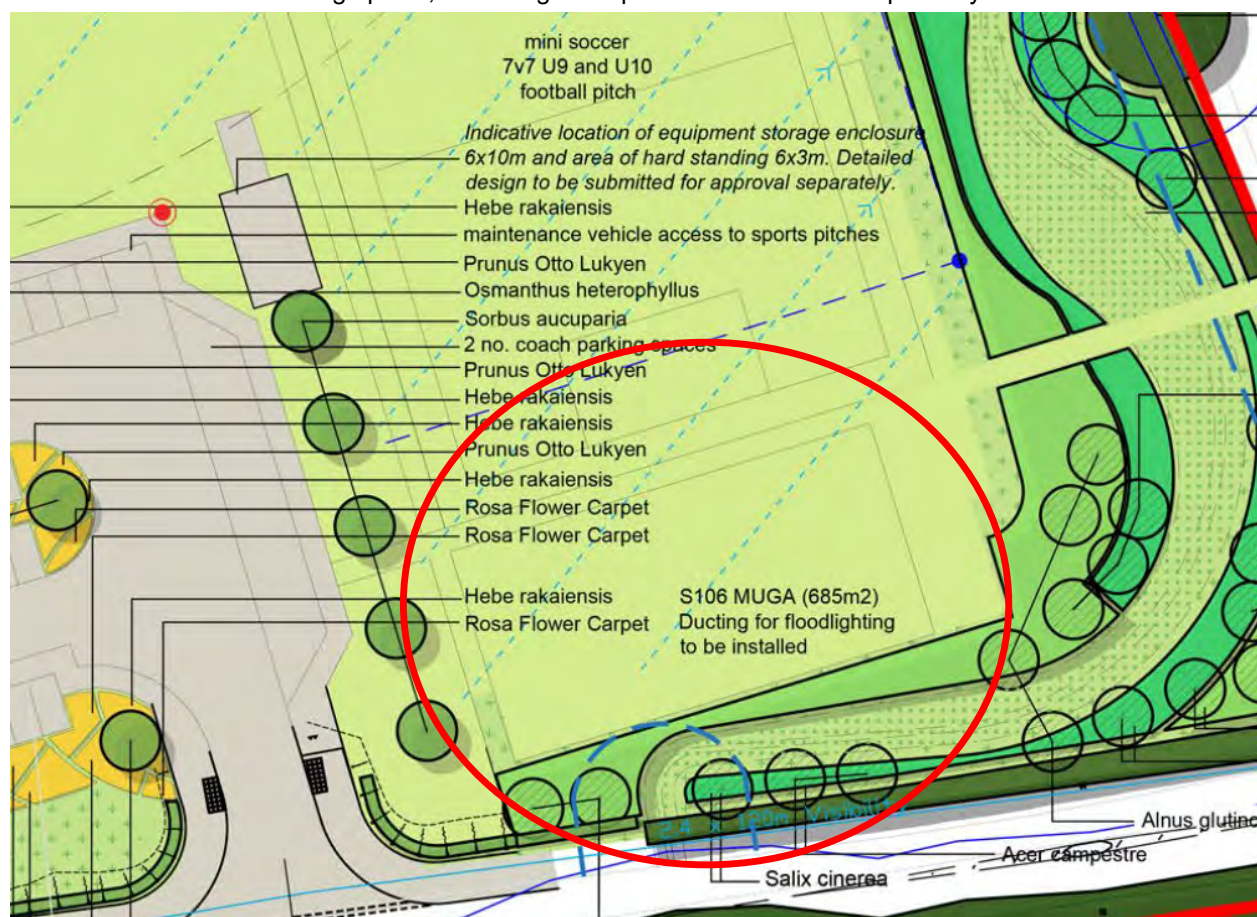 mini soccer
7v7 U9 and U10
football pitch
Indicative location of equipment storage enclosure
6x10m and area of hard standing 6x3m. Detailed
design to be submitted for approval separately.
Hebe rakaiensis
maintenance vehicle access to sports pitches
Prunus Otto Lukyen
Osmanthus heterophyllus
Sorbus aucuparia
2 no. coach parking spaces
Prunus Otto Lukyen
Hebe rakaiensis
Hebe rakaiensis
Prunus Otto Lukyen
Hebe rakaiensis
Rosa Flower Carpet
Rosa Flower Carpet
Hebe rakaiensis
Rosa Flower Carpet
S106 MUGA (685m2)
Ducting for floodlighting
to be installed
2.4 x 120m Visibili
Alnus glutino
Acer campestre
Salix cinerea